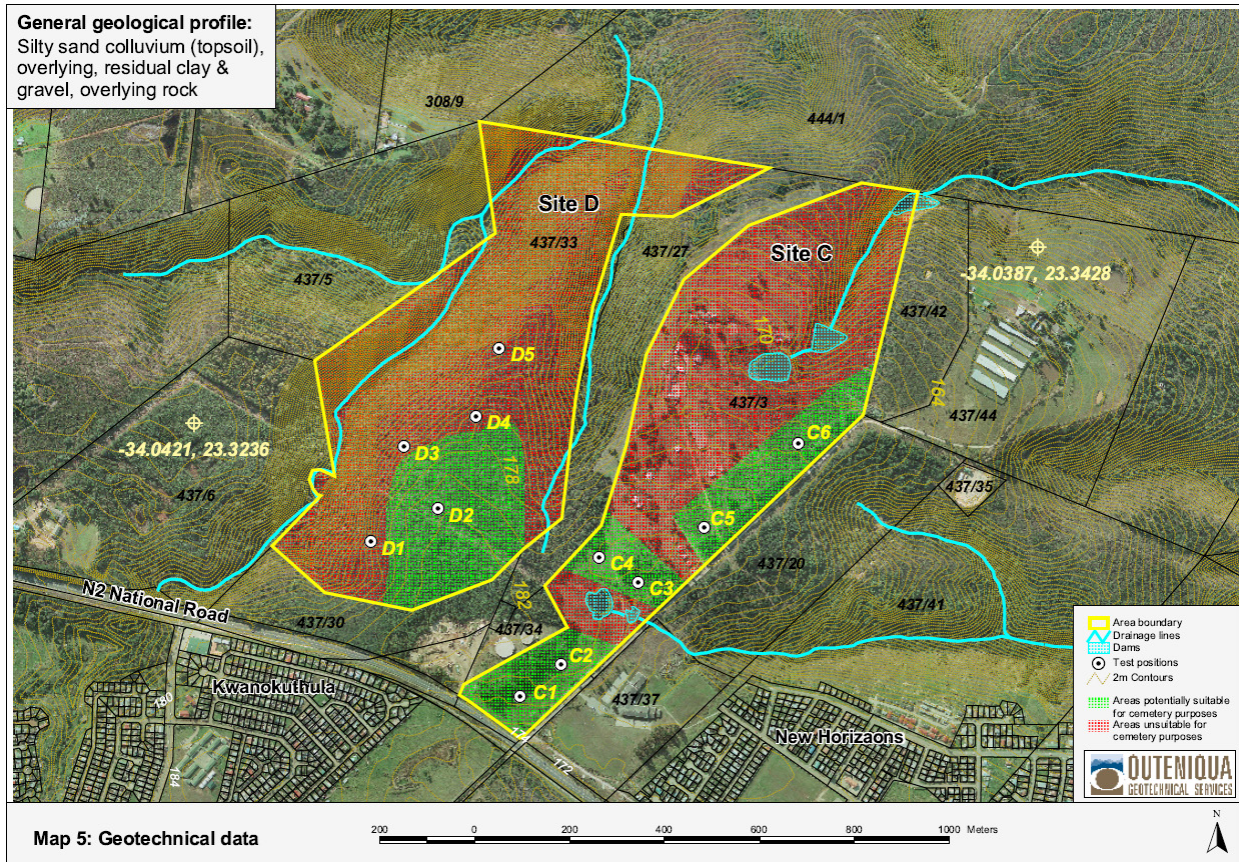 General geological profile:
Silty sand colluvium (topsoil),
overlying, residual clay &
gravel, overlying rock
308/9
444/1
Site D
437/33
437/27
Site C
437/5
-34.0387, 23.3428
437/42
170
D5
437/3
164
437/44
D4
-34.0421, 23.3236
D3
C6
178
437/6
437/35
D2
C5
D1
C4
437/20
C3
182
N2 National Road
437/41
437/30
437/34
C2
Kwanokuthula
C1
437/37
180
New Horizaons
172
184
Area boundary
Drainage lines
Dams
Test positions
2m Contours
Areas potentially suitable
for cemetery purposes
Areas unsuitable for
cemetery purposes
OUTENIQUA
GEOTECHNICAL SERVICES
Map 5: Geotechnical data
200 0 200 400 600 800 1000 Meters
N